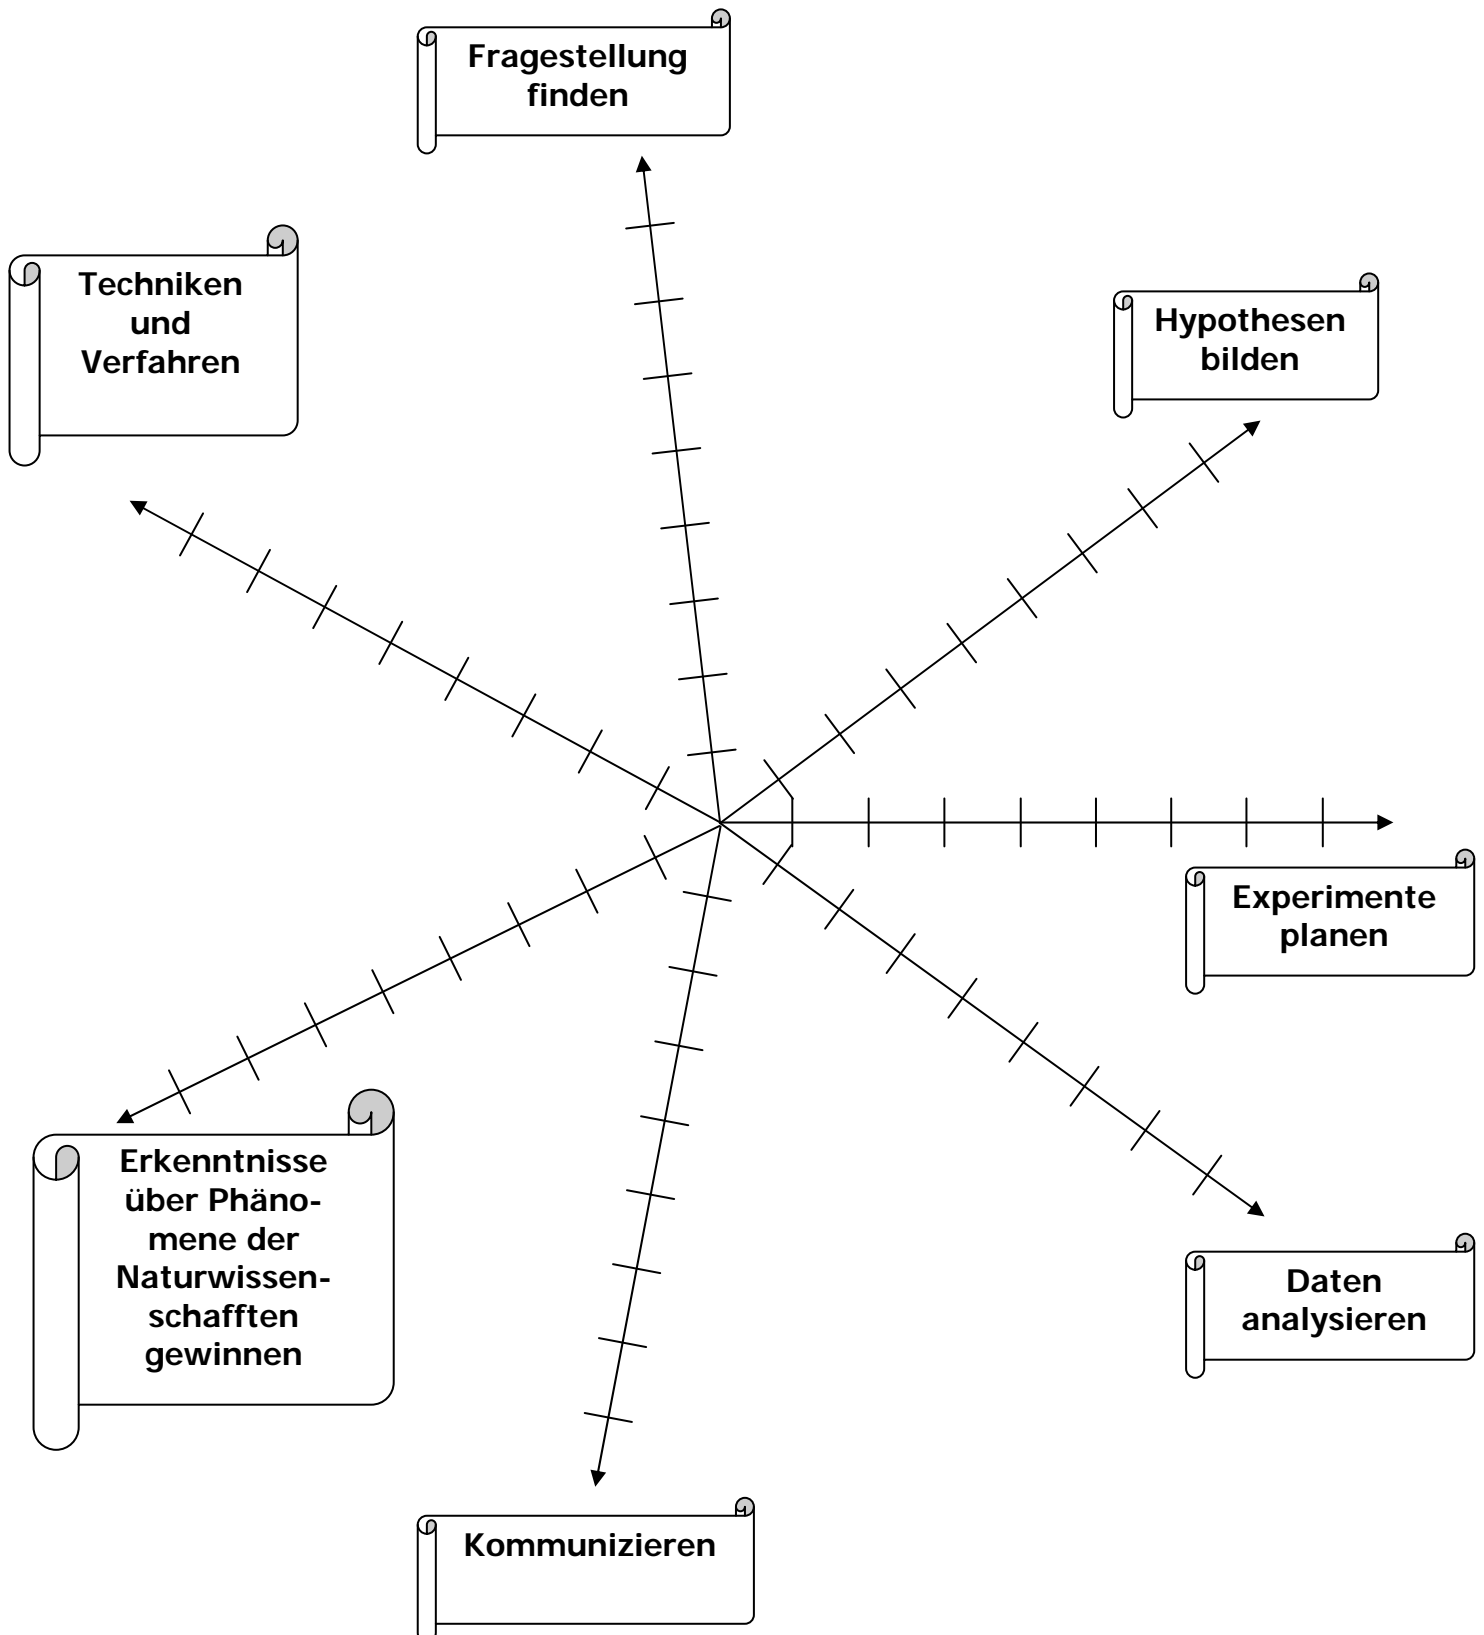 Fragestellung
finden
Techniken
und
Verfahren
Hypothesen
bilden
Experimente
planen
Erkenntnisse
über Phäno-
mene der
Naturwissen-
schafften
gewinnen
Daten
analysieren
Kommunizieren